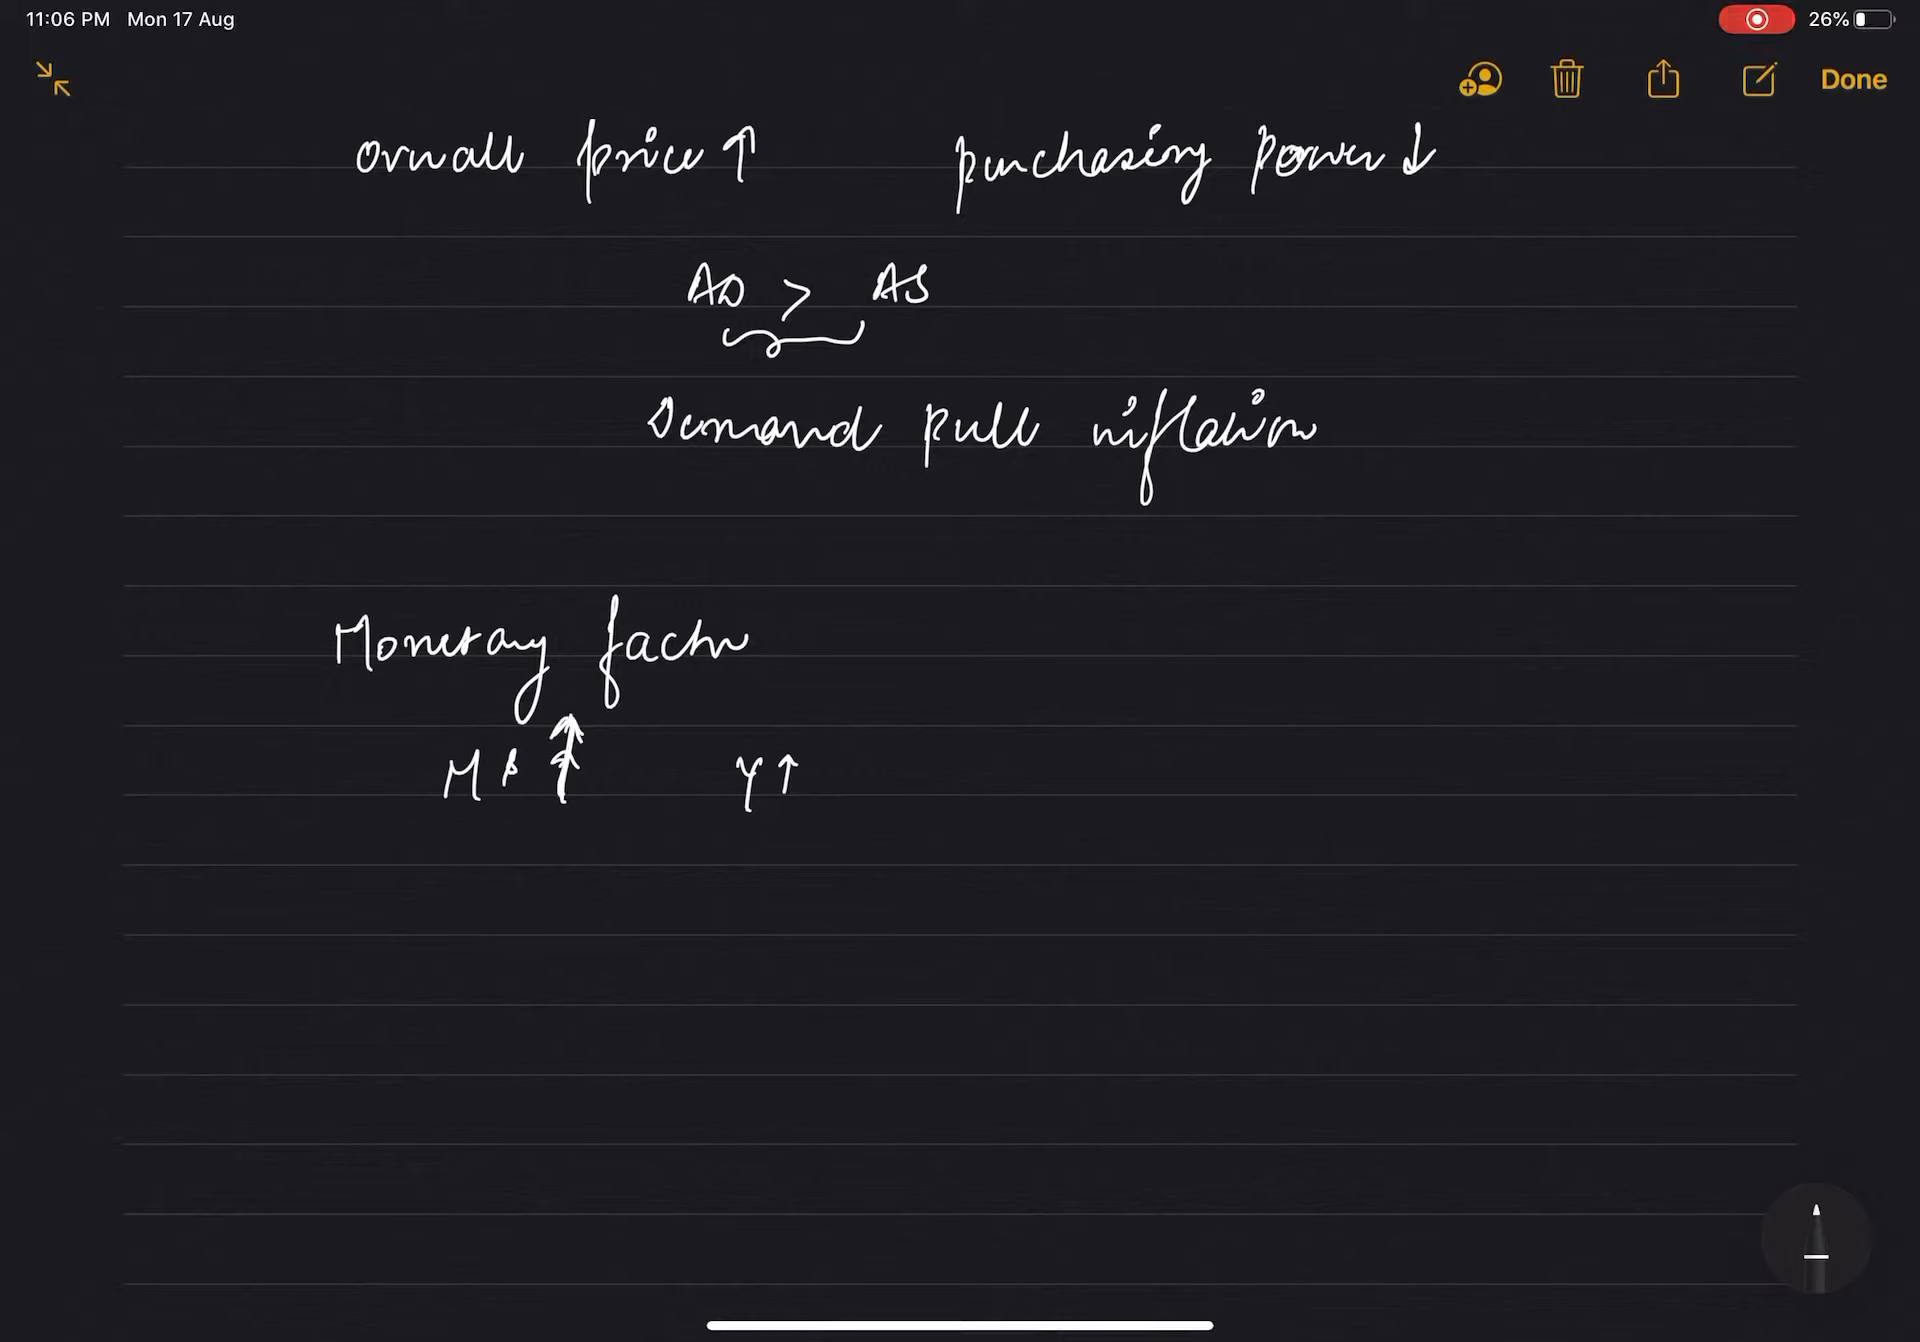 11:06 PM Mon 17 Aug 26%
Done
Overall price ↑ purchasing power ↓
AD > AS
Demand pull inflation
Monetary factor
Ms ↑ Y ↑